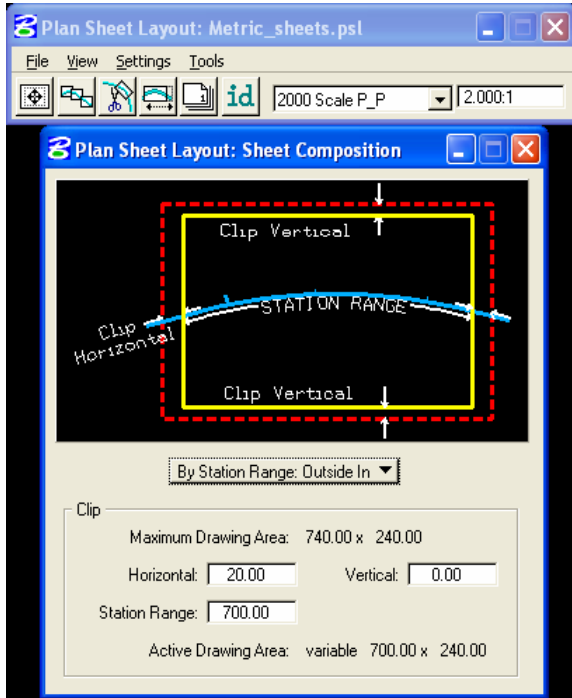 Plan Sheet Layout: Metric_sheets.psl
File View Settings Tools
1 id 2000 Scale P_P 2.000:1
Plan Sheet Layout: Sheet Composition
Clip Vertical
STATION RANGE
Clip
Horizontal
Clip Vertical
By Station Range: Outside In
Clip
Maximum Drawing Area: 740.00 x 240.00
Horizontal: 20.00 Vertical: 0.00
Station Range: 700.00
Active Drawing Area: variable 700.00 x 240.00